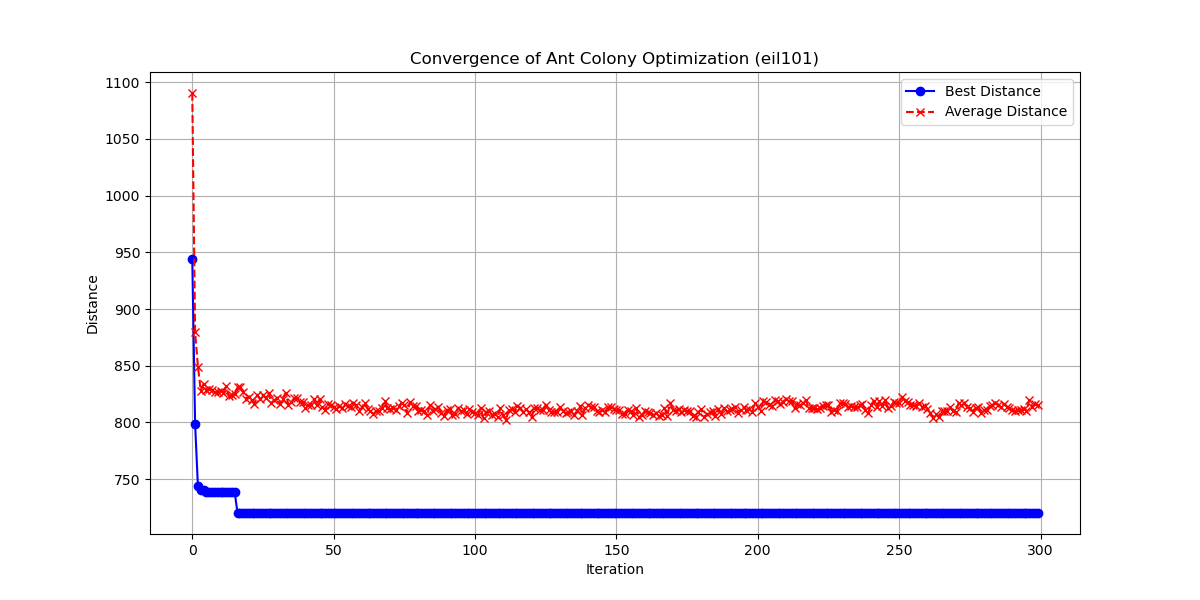 Convergence of Ant Colony Optimization (eil101)
1100
1050
1000
950
900
850
800
750
Distance
Best Distance
Average Distance
0 50 100 150 200 250 300
Iteration